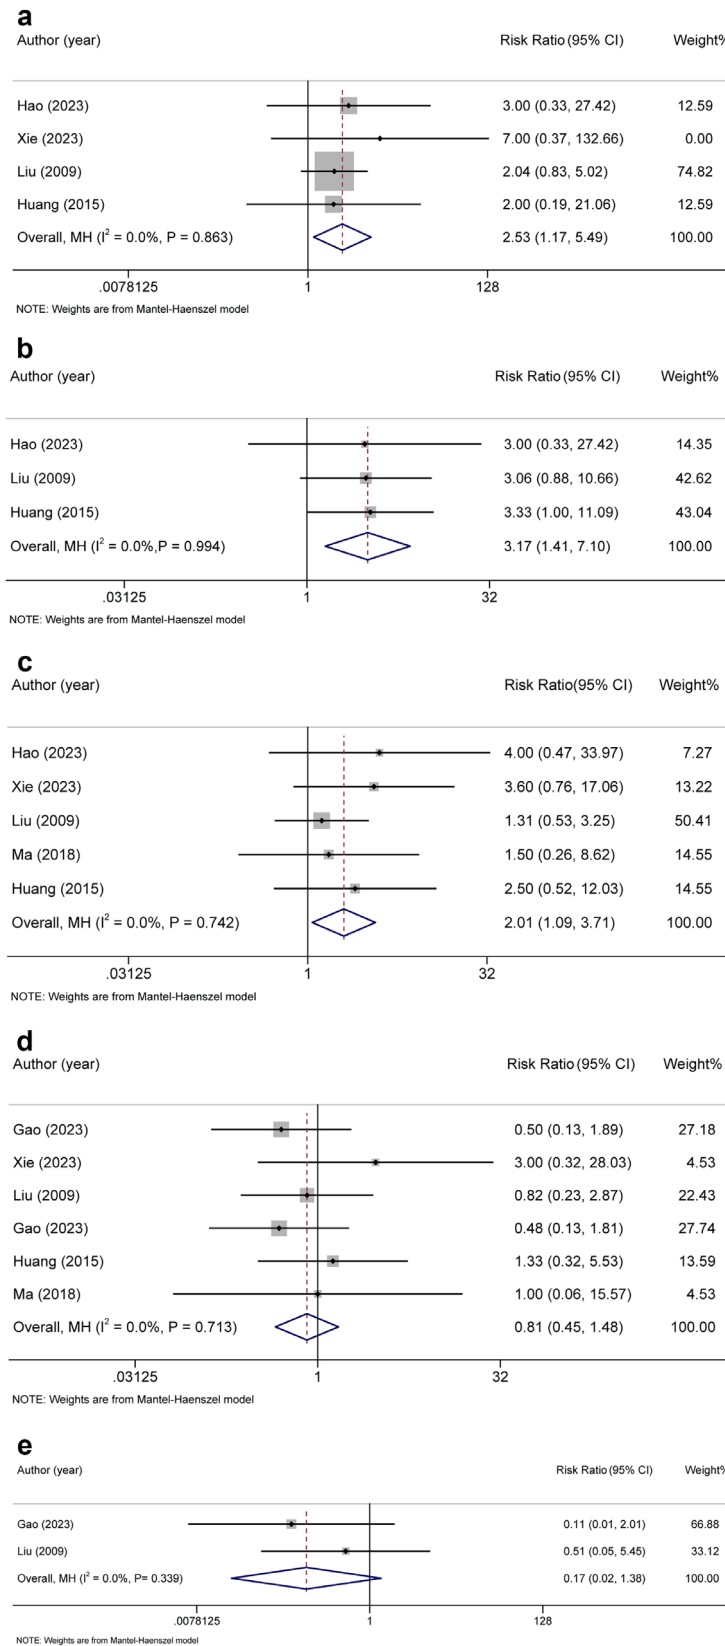 a
Author (year) Risk Ratio (95% CI) Weight%
Hao (2023) 3.00 (0.33, 27.42) 12.59
Xie (2023) 7.00 (0.37, 132.66) 0.00
Liu (2009) 2.04 (0.83, 5.02) 74.82
Huang (2015) 2.00 (0.19, 21.06) 12.59
Overall, MH (I² = 0.0%, P = 0.863) 2.53 (1.17, 5.49) 100.00
.0078125 1 128
NOTE: Weights are from Mantel-Haenszel model
b
Author (year) Risk Ratio (95% CI) Weight%
Hao (2023) 3.00 (0.33, 27.42) 14.35
Liu (2009) 3.06 (0.88, 10.66) 42.62
Huang (2015) 3.33 (1.00, 11.09) 43.04
Overall, MH (I² = 0.0%,P = 0.994) 3.17 (1.41, 7.10) 100.00
.03125 1 32
NOTE: Weights are from Mantel-Haenszel model
c
Author (year) Risk Ratio(95% CI) Weight%
Hao (2023) 4.00 (0.47, 33.97) 7.27
Xie (2023) 3.60 (0.76, 17.06) 13.22
Liu (2009) 1.31 (0.53, 3.25) 50.41
Ma (2018) 1.50 (0.26, 8.62) 14.55
Huang (2015) 2.50 (0.52, 12.03) 14.55
Overall, MH (I² = 0.0%, P = 0.742) 2.01 (1.09, 3.71) 100.00
.03125 1 32
NOTE: Weights are from Mantel-Haenszel model
d
Author (year) Risk Ratio (95% CI) Weight%
Gao (2023) 0.50 (0.13, 1.89) 27.18
Xie (2023) 3.00 (0.32, 28.03) 4.53
Liu (2009) 0.82 (0.23, 2.87) 22.43
Gao (2023) 0.48 (0.13, 1.81) 27.74
Huang (2015) 1.33 (0.32, 5.53) 13.59
Ma (2018) 1.00 (0.06, 15.57) 4.53
Overall, MH (I² = 0.0%, P = 0.713) 0.81 (0.45, 1.48) 100.00
.03125 1 32
NOTE: Weights are from Mantel-Haenszel model
e
Author (year) Risk Ratio (95% CI) Weight%
Gao (2023) 0.11 (0.01, 2.01) 66.88
Liu (2009) 0.51 (0.05, 5.45) 33.12
Overall, MH (I² = 0.0%, P= 0.339) 0.17 (0.02, 1.38) 100.00
.0078125 1 128
NOTE: Weights are from Mantel-Haenszel model